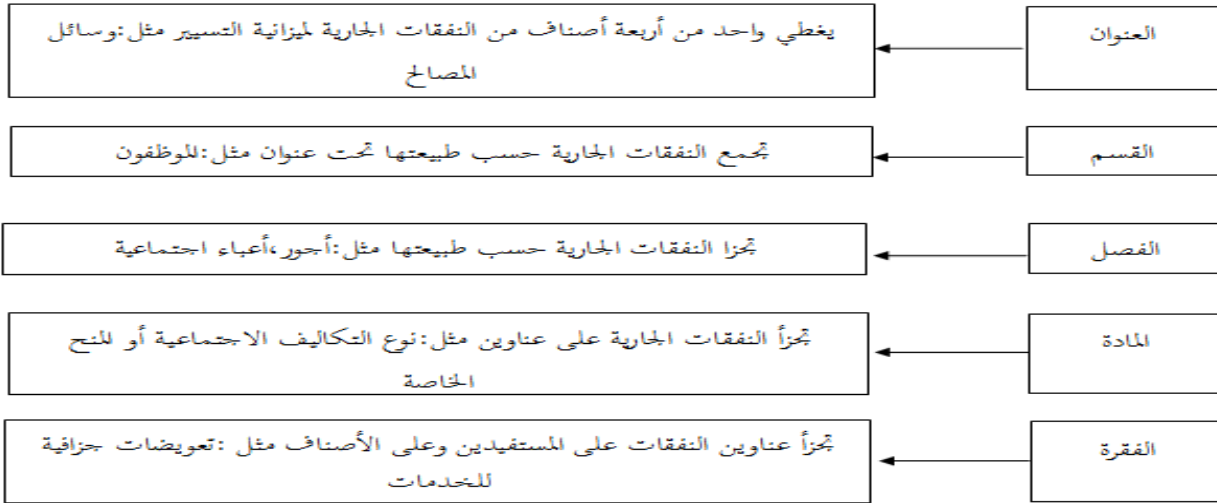 العنوان
يغطي واحد من أربعة أصناف من النفقات الجارية لميزانية التسيير مثل:وسائل
المصالح
القسم
تجمع النفقات الجارية حسب طبيعتها تحت عنوان مثل:الموظفون
الفصل
تجزا النفقات الجارية حسب طبيعتها مثل:أجور،أعباء اجتماعية
المادة
تجزأ النفقات الجارية على عناوين مثل:نوع التكاليف الاجتماعية أو المنح
الخاصة
الفقرة
تجزأ عناوين النفقات على المستفيدين وعلى الأصناف مثل :تعويضات جزافية
للخدمات